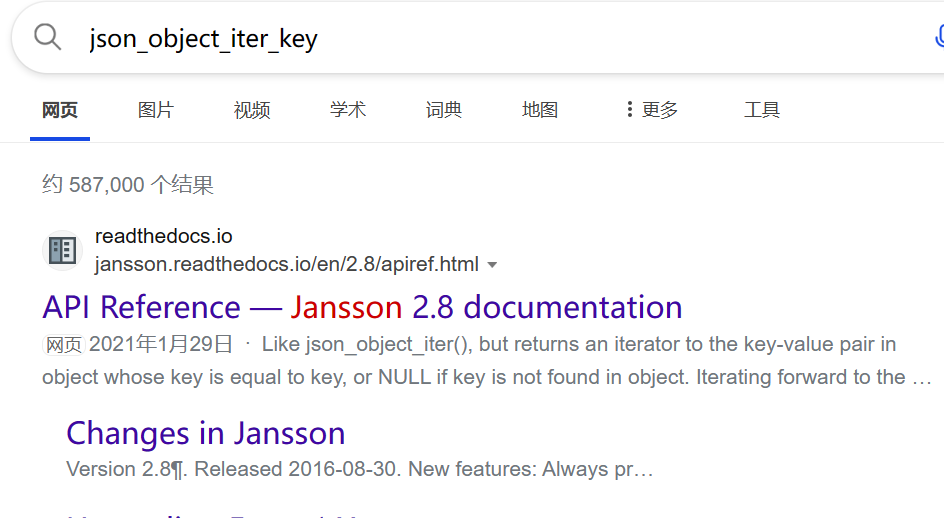 json_object_iter_key
网页 图片 视频 学术 词典 地图 更多 工具
约 587,000 个结果
readthedocs.io
jansson.readthedocs.io/en/2.8/apiref.html
API Reference — Jansson 2.8 documentation
网页 2021年1月29日 · Like json_object_iter(), but returns an iterator to the key-value pair in
object whose key is equal to key, or NULL if key is not found in object. Iterating forward to the …
Changes in Jansson
Version 2.8¶. Released 2016-08-30. New features: Always pr…